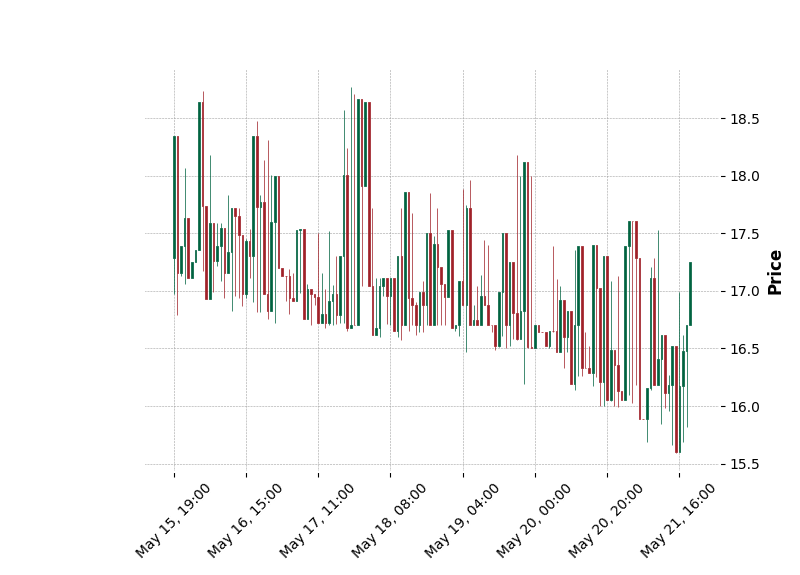 18.5
18.0
17.5
17.0
16.5
16.0
15.5
Price
May 15, 19:00
May 16, 15:00
May 17, 11:00
May 18, 08:00
May 19, 04:00
May 20, 00:00
May 20, 20:00
May 21, 16:00